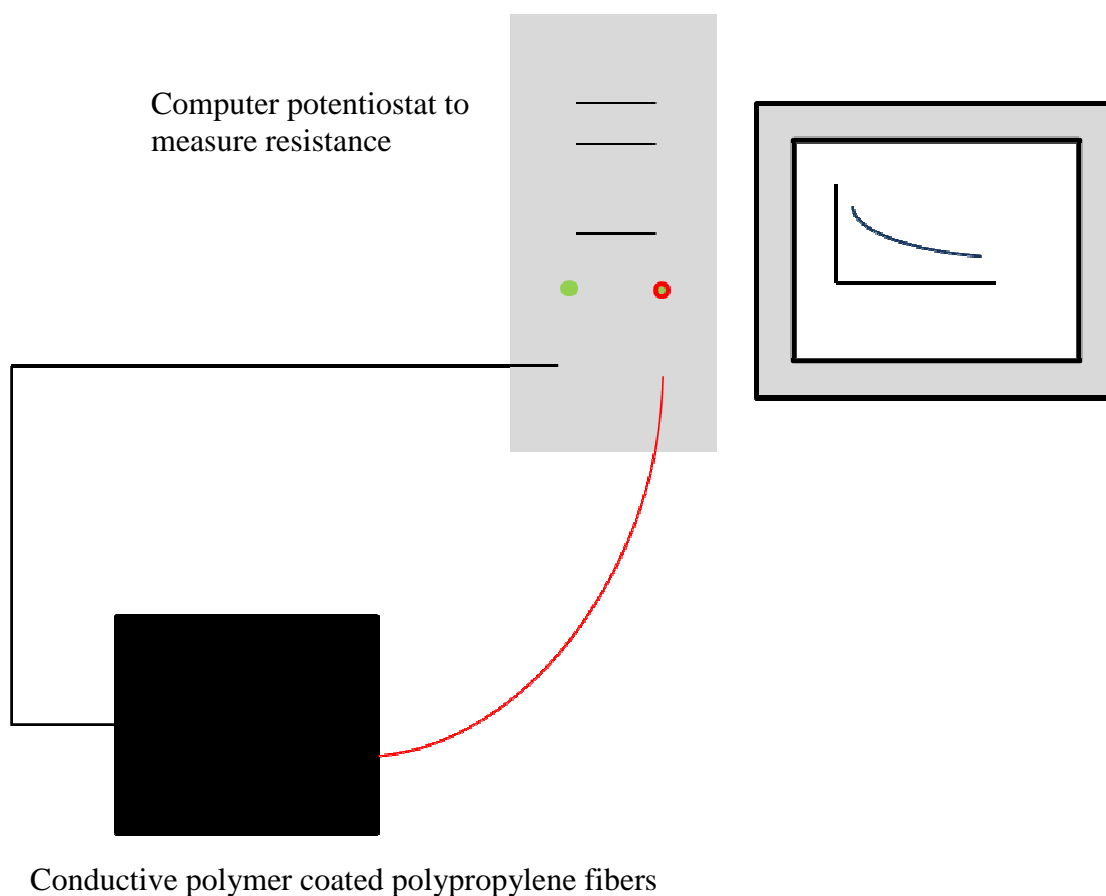 Computer potentiostat to
measure resistance
Conductive polymer coated polypropylene fibers